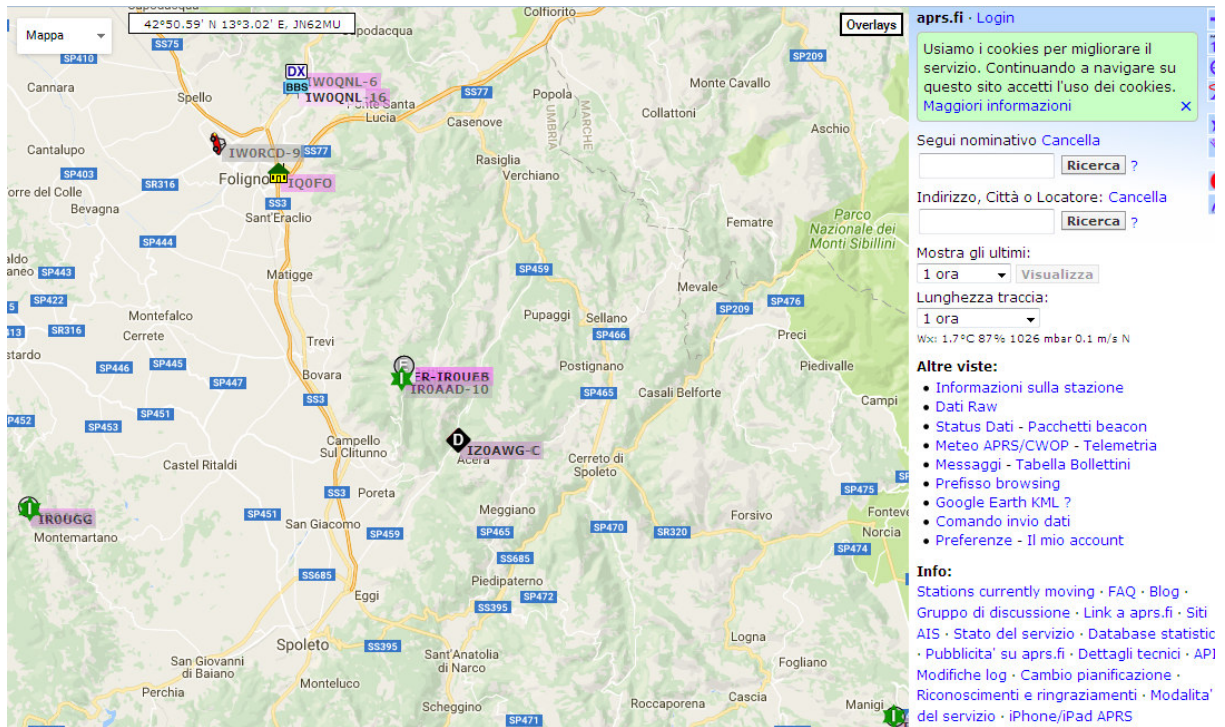 Mappa
42°50.59' N 13°3.02' E, JN62MU
Overlays
Colfiorito
SS75
SP410
SS3
Cannara
Spello
DX
IW0QNL-6
BBS
IW0QNL-16
Lucia
SS77
Casenove
Popola
UMBRIA
MARCHE
Monte Cavallo
SP209
Aschio
Cantalupo
IW0RCD-9
SS77
Rasiglia
Verchiano
SP403
SR316
Foligno
IQ0FO
Bevagna
SS3
Sant'Eraclio
SP444
Fematre
Parco
Nazionale dei
Monti Sibillini
SP443
Matigge
SP459
Mevale
SP422
SP209
SP476
Montefalco
SR316
Cerrete
Trevi
Pupaggi
Sellano
SP466
Preci
SP446
SP445
Bovara
ER-IR0UEB
IR0AAD-10
Postignano
Piedivalle
SP447
SS3
SP465
Casali Belforte
Campi
SP452
SP451
SP453
Campello
Sul Clitunno
D
IZ0AWG-C
Acera
Cerreto di
Spoleto
Castel Ritaldi
SS3
Poreta
SP475
IR0UGG
Montemartano
SP451
San Giacomo
SP459
Meggiano
SP465
SP470
SR320
Forsivo
Norcia
SP474
SS685
SS685
Eggi
Piedipaterno
SP472
SS395
Spoleto
SS395
Logna
San Giovanni
di Baiano
Sant'Anatolia
di Narco
Fogliano
Monteluco
Perchia
Scheggino
Roccaporena
Cascia
Manigi
SP471
aprs.fi · Login
Usiamo i cookies per migliorare il
servizio. Continuando a navigare su
questo sito accetti l'uso dei cookies.
Maggiori informazioni
Segui nominativo Cancella
Ricerca ?
Indirizzo, Città o Locatore: Cancella
Ricerca ?
Mostra gli ultimi:
1 ora Visualizza
Lunghezza traccia:
1 ora
Wx: 1.7°C 87% 1026 mbar 0.1 m/s N
Altre viste:
• Informazioni sulla stazione
• Dati Raw
• Status Dati - Pacchetti beacon
• Meteo APRS/CWOP - Telemetria
• Messaggi - Tabella Bollettini
• Prefisso browsing
• Google Earth KML ?
• Comando invio dati
• Preferenze - Il mio account
Info:
Stations currently moving · FAQ · Blog ·
Gruppo di discussione · Link a aprs.fi · Siti
AIS · Stato del servizio · Database statistic
· Pubblicita' su aprs.fi · Dettagli tecnici · API
Modifiche log · Cambio pianificazione ·
Riconoscimenti e ringraziamenti · Modalita'
del servizio · iPhone/iPad APRS